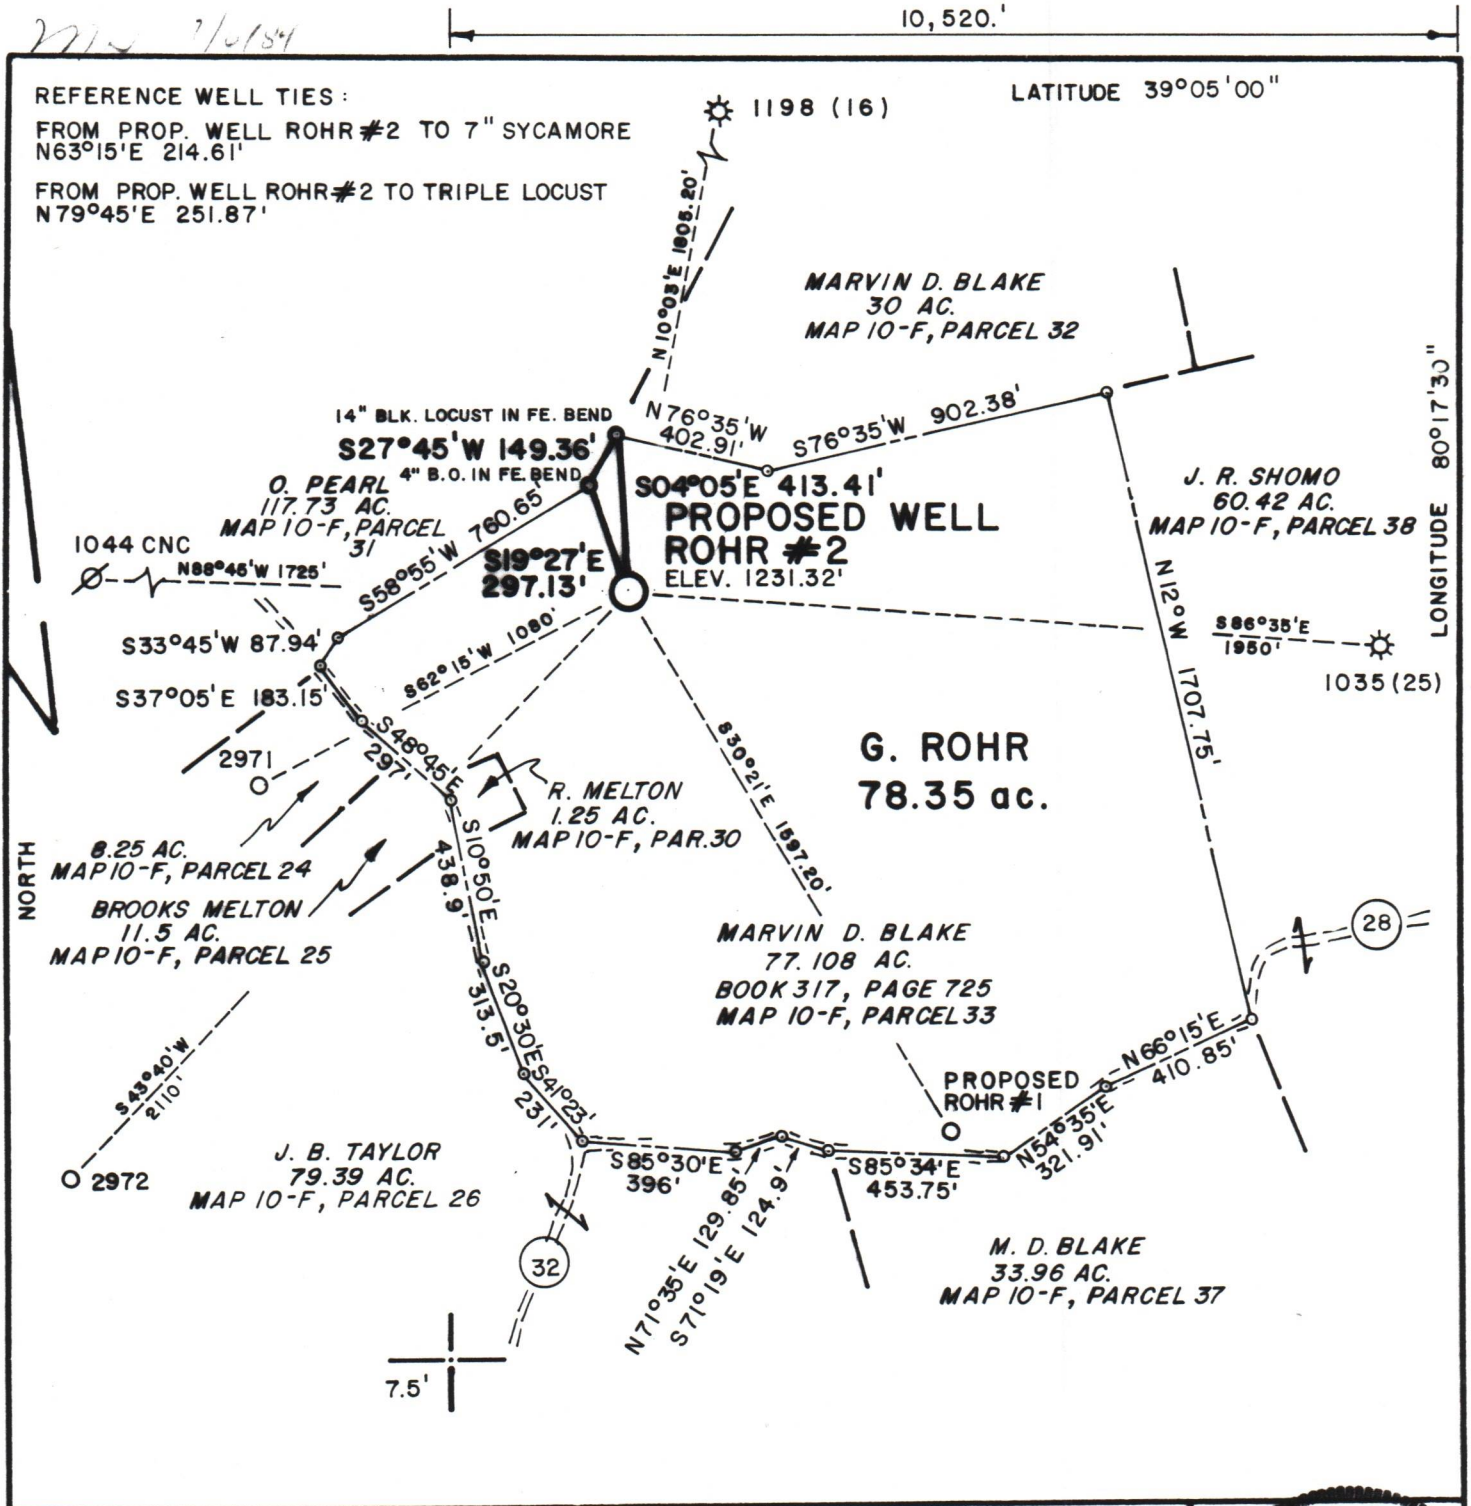 7/6/84
10,520.'
REFERENCE WELL TIES :
FROM PROP. WELL ROHR #2 TO 7" SYCAMORE
N63°15'E 214.61'
FROM PROP. WELL ROHR #2 TO TRIPLE LOCUST
N79°45'E 251.87'
LATITUDE 39°05'00"
1198 (16)
N10°03'E 1805.20'
MARVIN D. BLAKE
30 AC.
MAP 10-F, PARCEL 32
LONGITUDE 80°17'30"
14" BLK. LOCUST IN FE. BEND
S27°45'W 149.36'
4" B.O. IN FE. BEND
N76°35'W
402.91'
S76°35'W 902.38'
S04°05'E 413.41'
PROPOSED WELL
ROHR #2
ELEV. 1231.32'
O. PEARL
117.73 AC.
MAP 10-F, PARCEL
31
J. R. SHOMO
60.42 AC.
MAP 10-F, PARCEL 38
1044 CNC
N88°45'W 1725'
S58°55'W 760.65'
S19°27'E
297.13'
N12°W 1707.75'
S86°35'E
1950'
1035 (25)
S33°45'W 87.94'
S37°05'E 183.15'
S62°15'W 1080'
2971
S48°45'E
297'
S30°21'E 1597.20'
G. ROHR
78.35 ac.
R. MELTON
1.25 AC.
MAP 10-F, PAR.30
8.25 AC.
MAP 10-F, PARCEL 24
NORTH
BROOKS MELTON
11.5 AC.
MAP 10-F, PARCEL 25
S10°50'E
438.9'
MARVIN D. BLAKE
77.108 AC.
BOOK 317, PAGE 725
MAP 10-F, PARCEL 33
28
S20°30'E
313.5'
S43°40'W
2110'
2972
S41°23'
231'
PROPOSED
ROHR #1
N66°15'E
410.85'
N54°35'E
321.91'
J. B. TAYLOR
79.39 AC.
MAP 10-F, PARCEL 26
S85°30'E
396'
N71°35'E 129.85'
S71°19'E 124.9'
S85°34'E
453.75'
32
M. D. BLAKE
33.96 AC.
MAP 10-F, PARCEL 37
7.5'